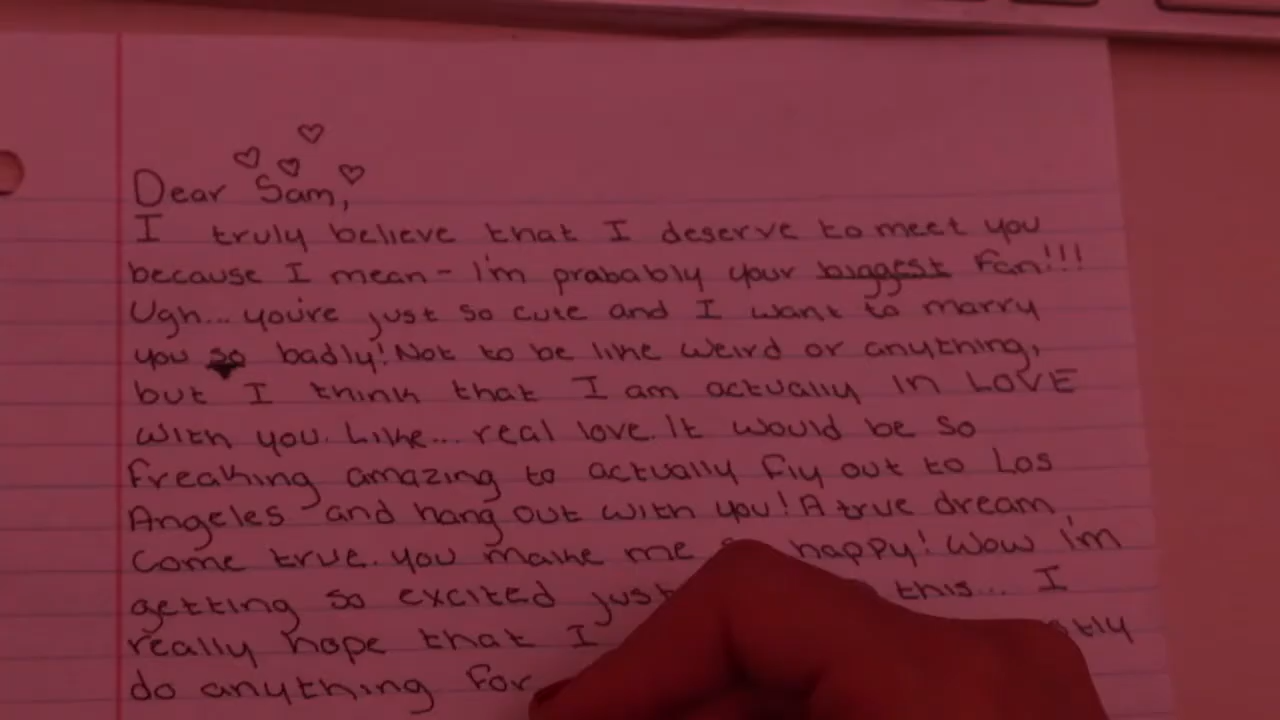 Dear Sam,
I truly believe that I deserve to meet you
because I mean - I'm probably your biggest Fan!!!
Ugh... you're just so cute and I want to marry
you so badly! Not to be like weird or anything,
but I think that I am actually IN LOVE
with you. Like... real love. It would be so
freaking amazing to actually fly out to Los
Angeles and hang out with you! A true dream
come true. you make me happy! Wow I'm
getting so excited just this... I
really hope that I
do anything for